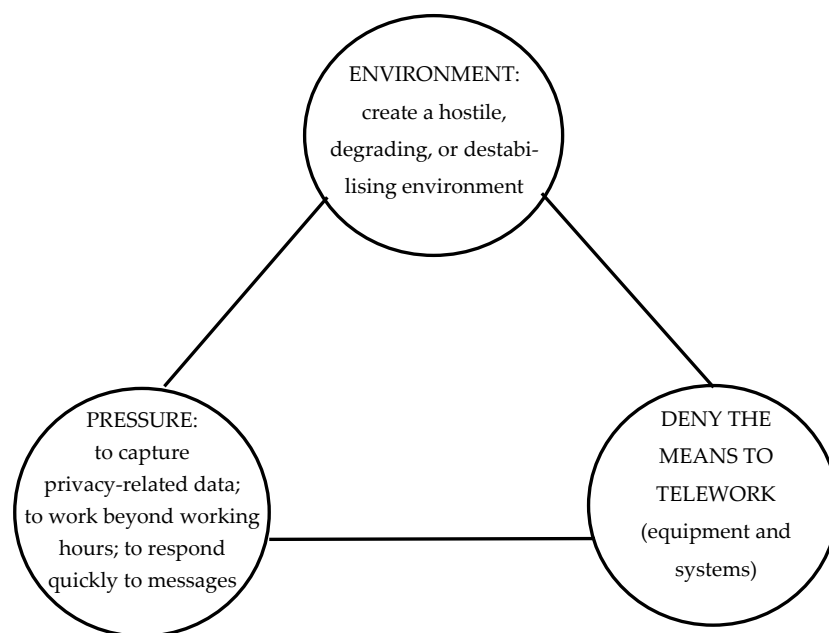 ENVIRONMENT:
create a hostile,
degrading, or destabi-
lising environment
PRESSURE:
to capture
privacy-related data;
to work beyond working
hours; to respond
quickly to messages
DENY THE
MEANS TO
TELEWORK
(equipment and
systems)